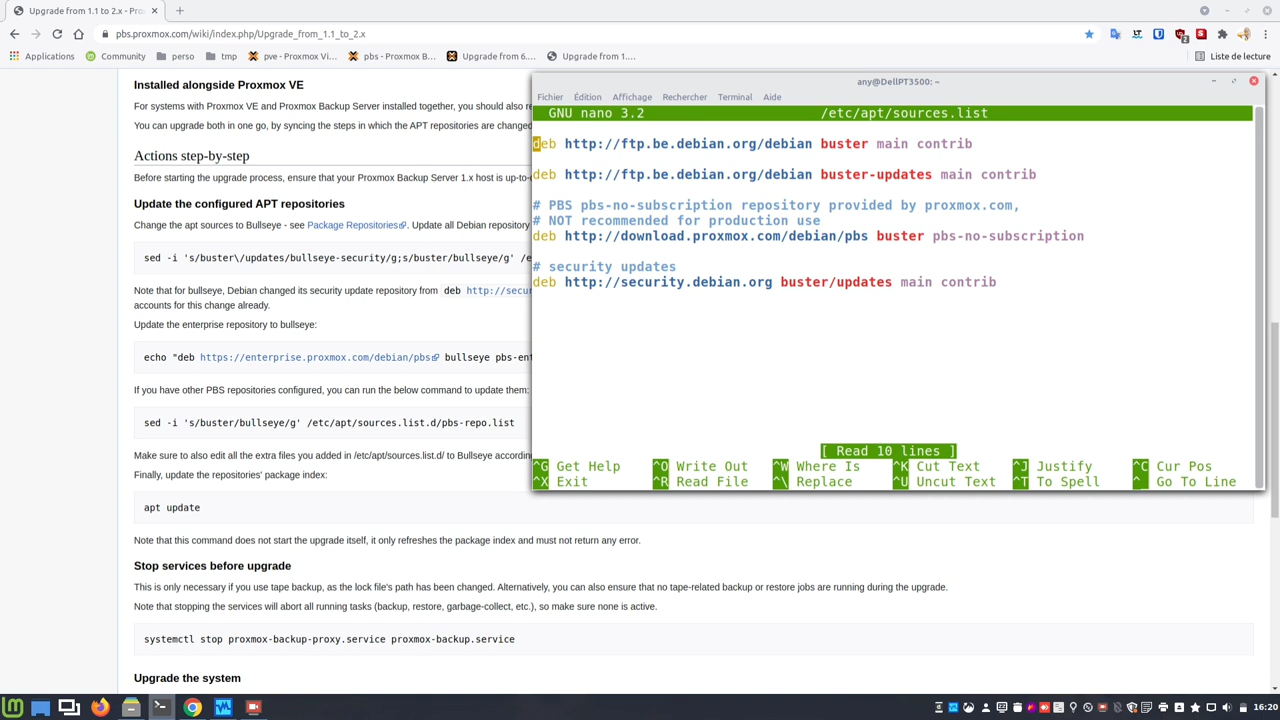 Upgrade from 1.1 to 2.x - Pro
pbs.proxmox.com/wiki/index.php/Upgrade_from_1.1_to_2.x
Applications
Community
perso
tmp
pve - Proxmox Vi...
pbs - Proxmox B...
Upgrade from 6....
Upgrade from 1....
Liste de lecture
Installed alongside Proxmox VE
For systems with Proxmox VE and Proxmox Backup Server installed together, you should also re
You can upgrade both in one go, by syncing the steps in which the APT repositories are changed
Actions step-by-step
Before starting the upgrade process, ensure that your Proxmox Backup Server 1.x host is up-to-
Update the configured APT repositories
Change the apt sources to Bullseye - see Package Repositories. Update all Debian repository
sed -i 's/buster\/updates/bullseye-security/g;s/buster/bullseye/g' /e
Note that for bullseye, Debian changed its security update repository from deb http://secur
accounts for this change already.
Update the enterprise repository to bullseye:
echo "deb https://enterprise.proxmox.com/debian/pbs bullseye pbs-ent
If you have other PBS repositories configured, you can run the below command to update them:
sed -i 's/buster/bullseye/g' /etc/apt/sources.list.d/pbs-repo.list
Make sure to also edit all the extra files you added in /etc/apt/sources.list.d/ to Bullseye accordin
Finally, update the repositories' package index:
apt update
Note that this command does not start the upgrade itself, it only refreshes the package index and must not return any error.
Stop services before upgrade
This is only necessary if you use tape backup, as the lock file's path has been changed. Alternatively, you can also ensure that no tape-related backup or restore jobs are running during the upgrade.
Note that stopping the services will abort all running tasks (backup, restore, garbage-collect, etc.), so make sure none is active.
systemctl stop proxmox-backup-proxy.service proxmox-backup.service
Upgrade the system
any@DellPT3500: ~
Fichier Édition Affichage Rechercher Terminal Aide
GNU nano 3.2 /etc/apt/sources.list
deb http://ftp.be.debian.org/debian buster main contrib
deb http://ftp.be.debian.org/debian buster-updates main contrib
# PBS pbs-no-subscription repository provided by proxmox.com,
# NOT recommended for production use
deb http://download.proxmox.com/debian/pbs buster pbs-no-subscription
# security updates
deb http://security.debian.org buster/updates main contrib
[ Read 10 lines ]
^G Get Help ^O Write Out ^W Where Is ^K Cut Text ^J Justify ^C Cur Pos
^X Exit ^R Read File ^\ Replace ^U Uncut Text ^T To Spell ^_ Go To Line
16:20